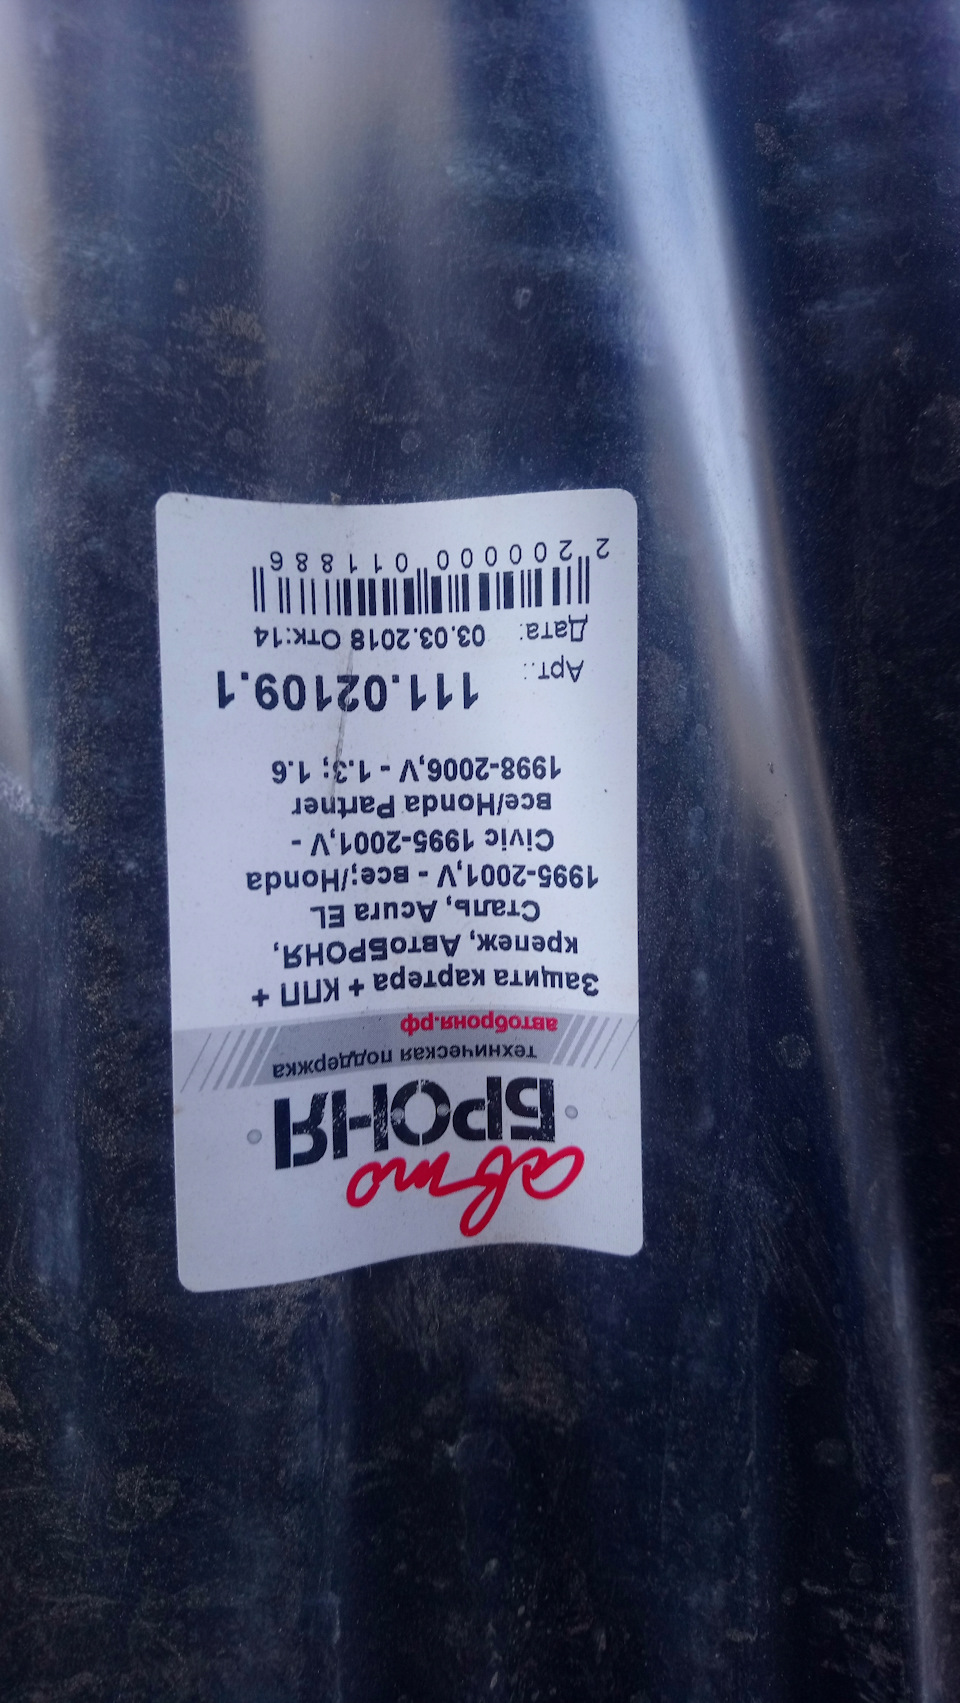 авто
БРОНЯ
техническая поддержка
автоброня.рф
Защита картера + КПП +
крепеж, АвтоБРОНЯ,
Сталь, Acura EL
1995-2001,V - все;/Honda
Civic 1995-2001,V -
все/Honda Partner
1998-2006,V - 1.3; 1.6
Арт.: 111.02109.1
Дата: 03.03.2018 Отк:14
2 200000 011886